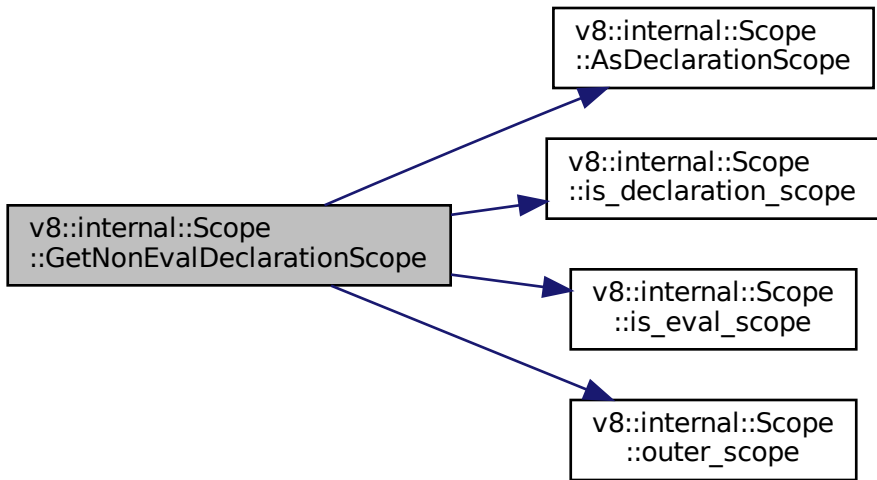 v8::internal::Scope
::GetNonEvalDeclarationScope
v8::internal::Scope
::AsDeclarationScope
v8::internal::Scope
::is_declaration_scope
v8::internal::Scope
::is_eval_scope
v8::internal::Scope
::outer_scope